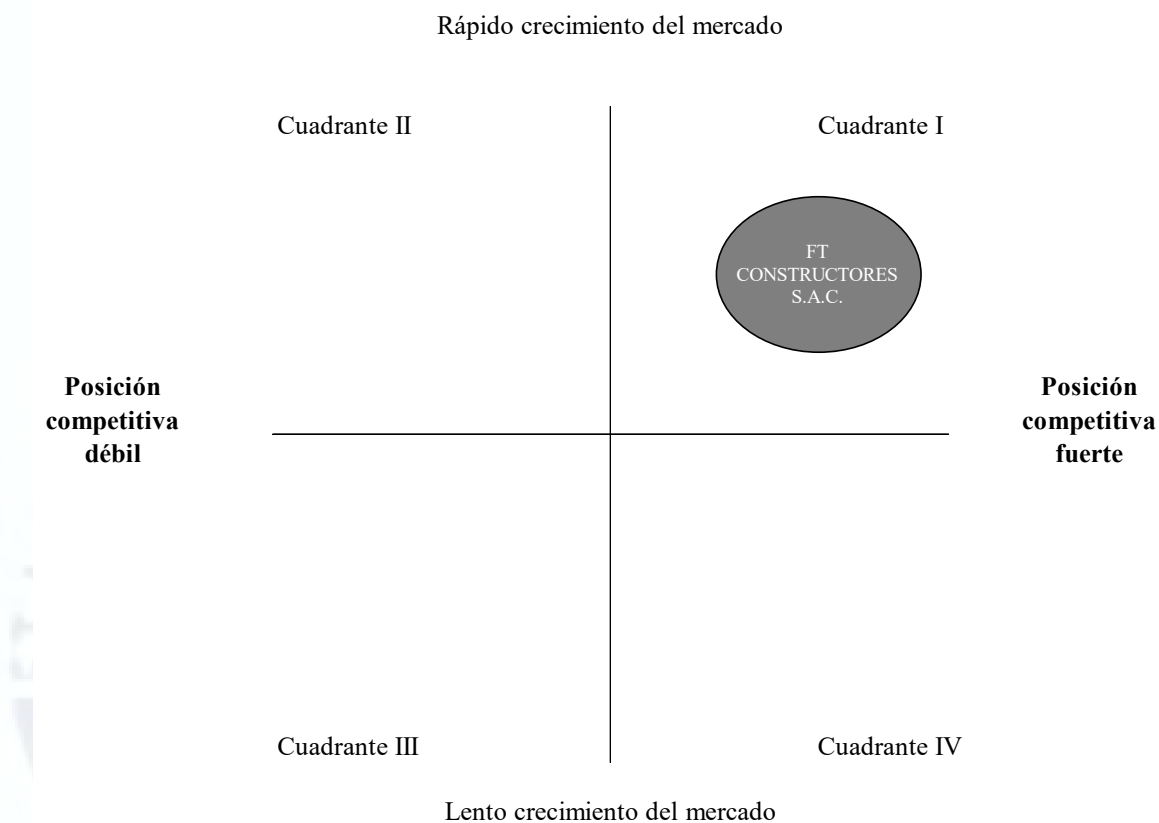 Rápido crecimiento del mercado
Cuadrante II
Cuadrante I
FT
CONSTRUCTORES
S.A.C.
Posición
competitiva
débil
Posición
competitiva
fuerte
Cuadrante III
Cuadrante IV
Lento crecimiento del mercado